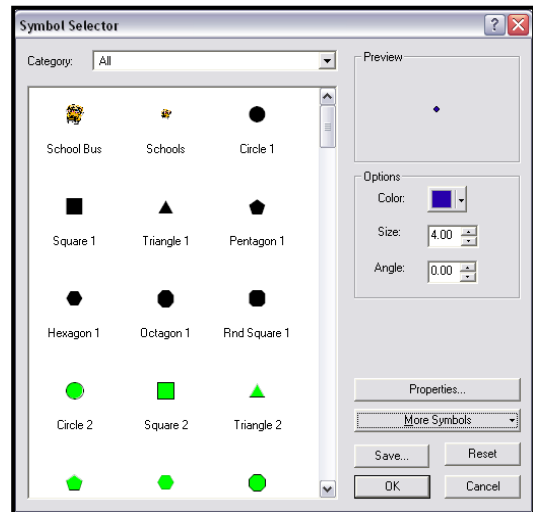 Symbol Selector
Category: All
School Bus Schools Circle 1
Square 1 Triangle 1 Pentagon 1
Hexagon 1 Octagon 1 Rnd Square 1
Circle 2 Square 2 Triangle 2
Preview
Options
Color:
Size: 4.00
Angle: 0.00
Properties...
More Symbols
Save... Reset
OK Cancel